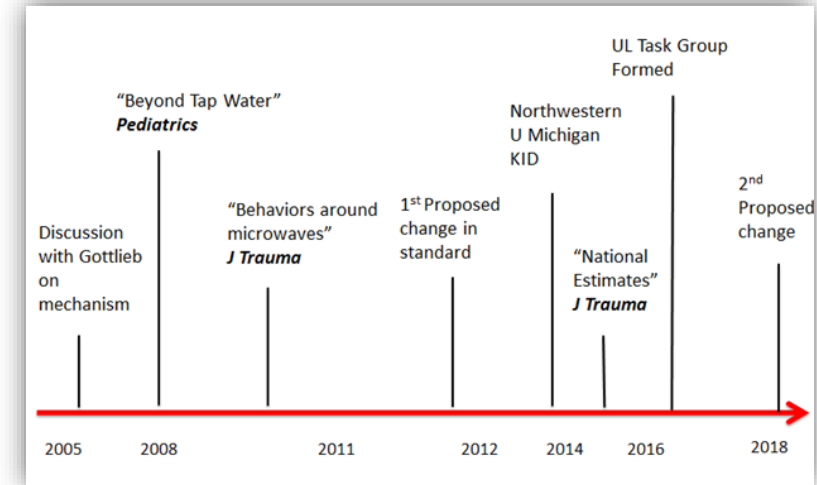 Discussion
with Gottlieb
on
mechanism
“Beyond Tap Water”
Pediatrics
“Behaviors around
microwaves”
J Trauma
1st Proposed
change in
standard
Northwestern
U Michigan
KID
“National
Estimates”
J Trauma
UL Task Group
Formed
2nd
Proposed
change
2005
2008
2011
2012
2014
2016
2018